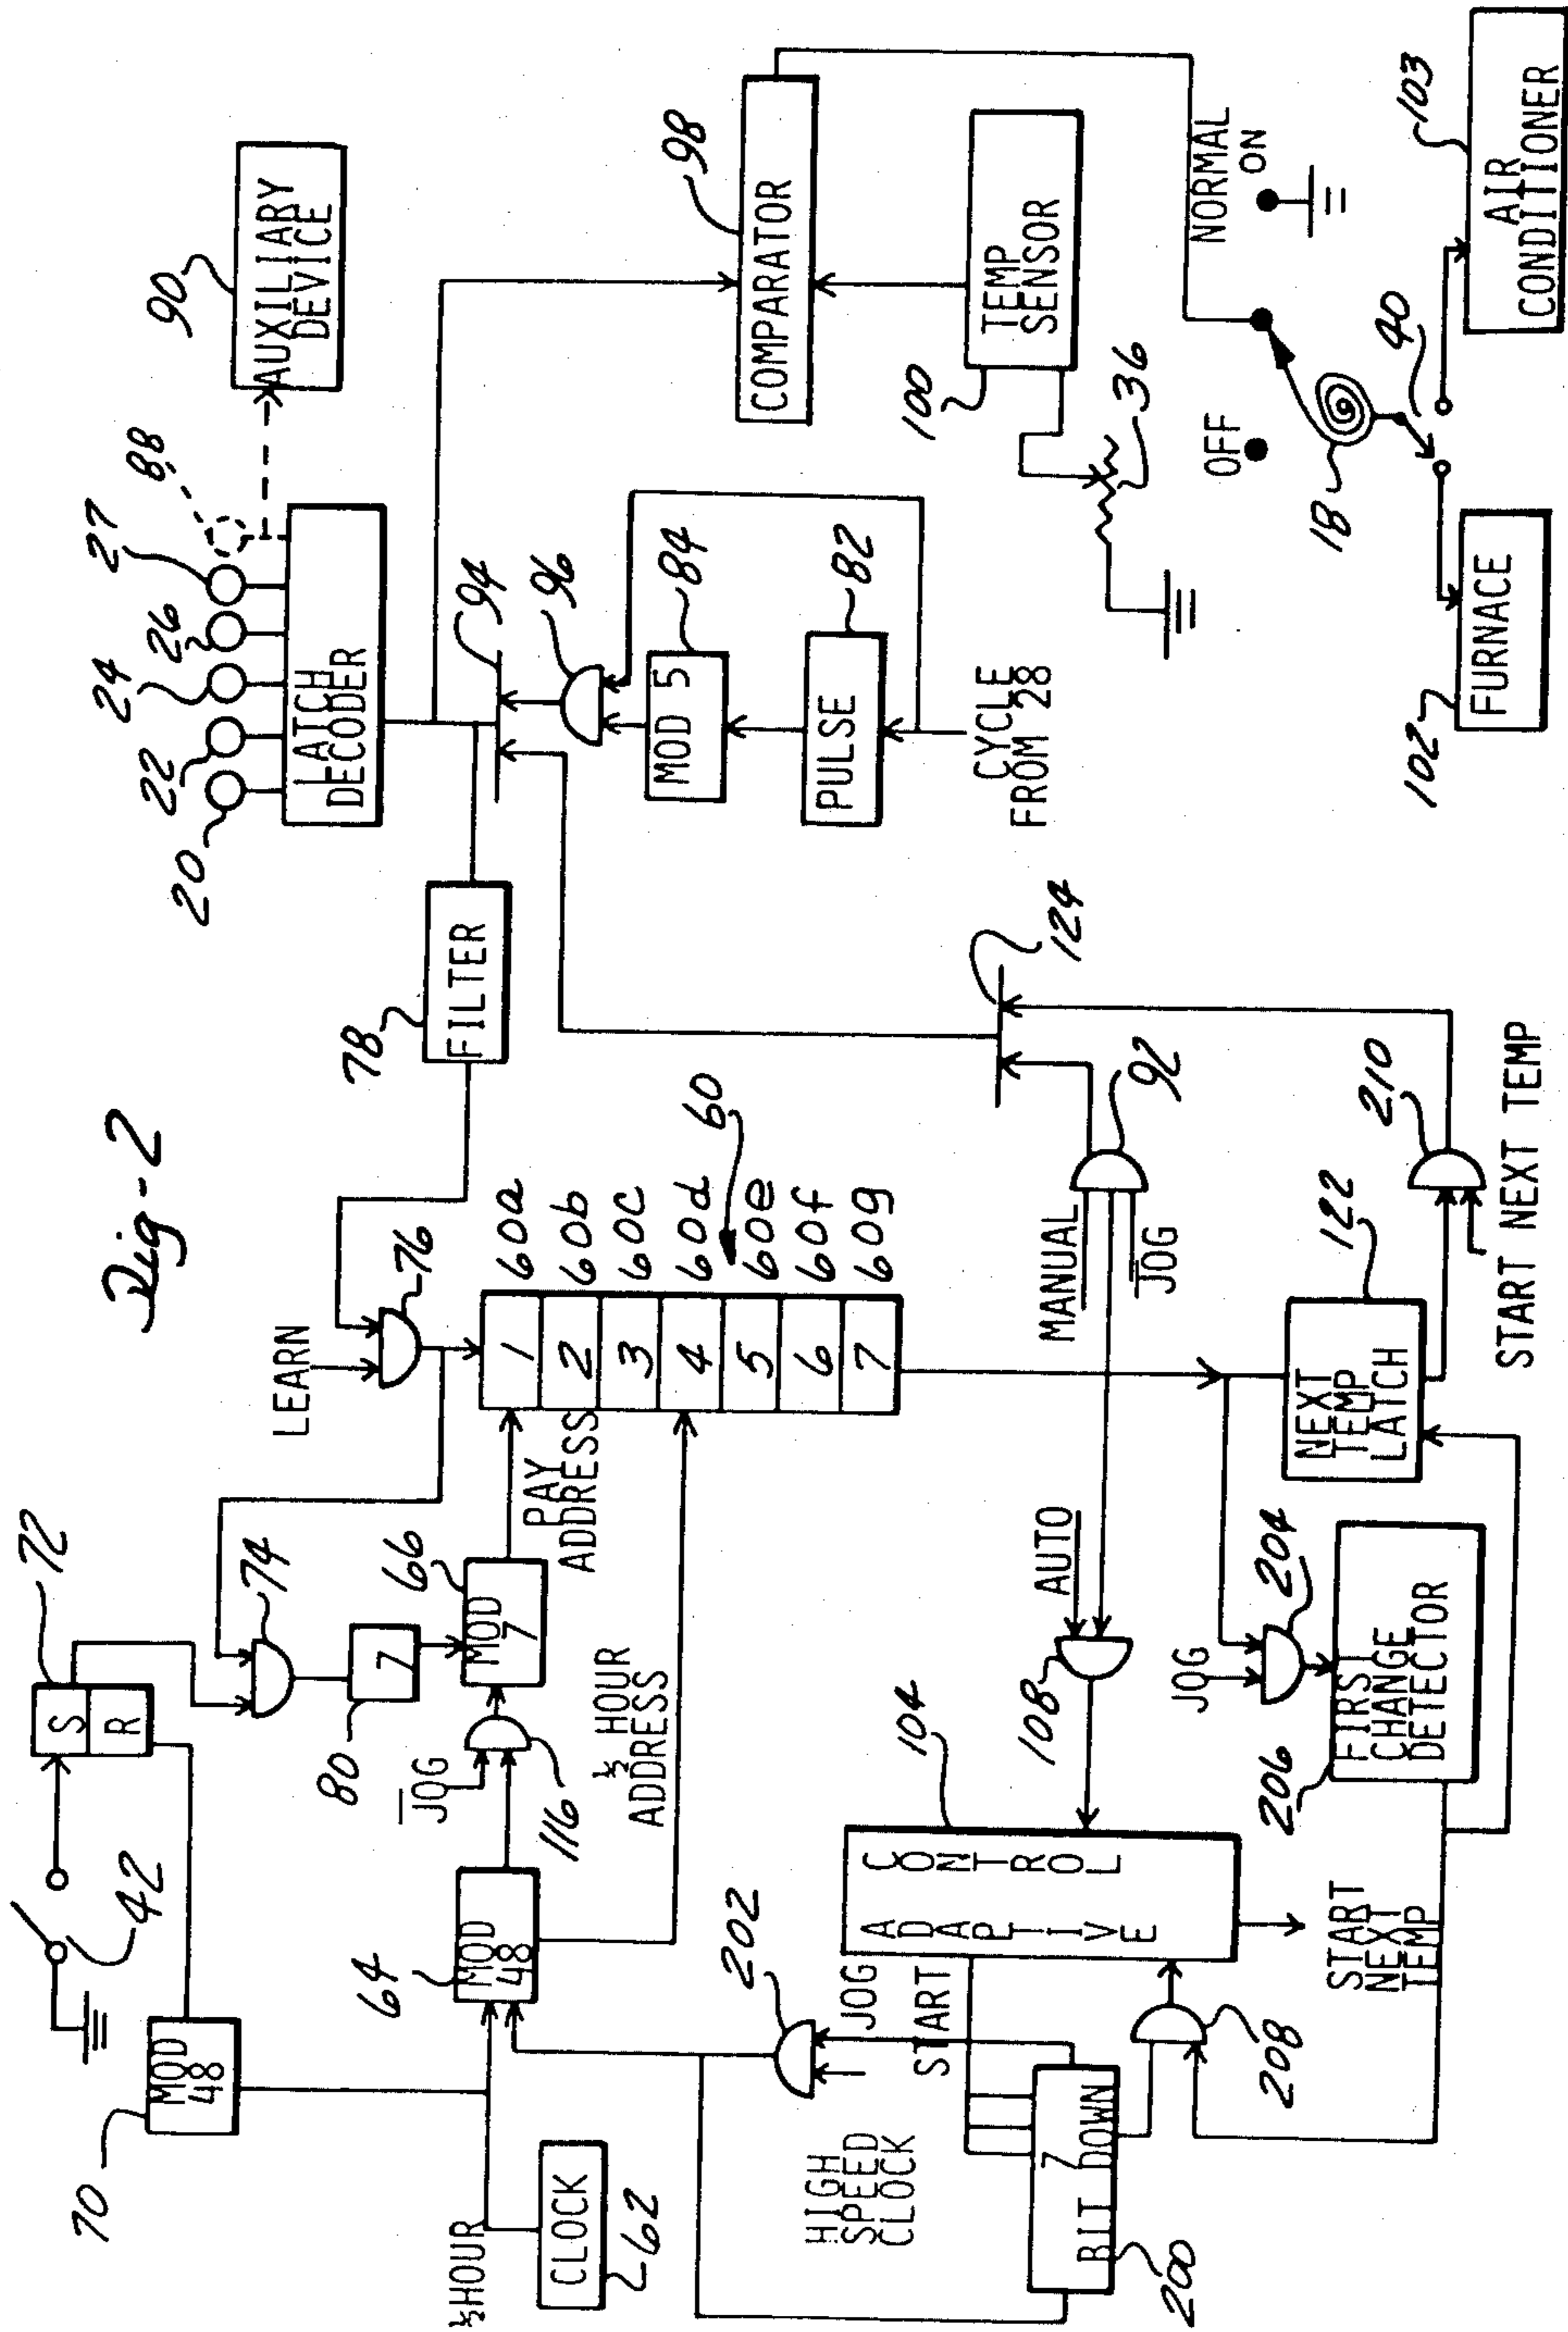 Fig-2
90
AUXILIARY
DEVICE
88
27
26
24
22
20
LATCH
DECODER
98
COMPARATOR
94
96
MOD 5
84
PULSE
82
CYCLE
FROM 28
TEMP
SENSOR
100
36
NORMAL
ON
OFF
18
40
103
AIR
CONDITIONER
102
FURNACE
78
FILTER
LEARN
76
60a
60b
60c
60d
60e
60f
60g
60
1
2
3
4
5
6
7
124
MANUAL
JOG
92
210
START NEXT TEMP
122
NEXT
TEMP
LATCH
72
S
R
42
70
MOD
48
74
7
80
66
MOD
7
PAY
ADDRESS
JOG
116
½ HOUR
ADDRESS
64
MOD
48
½HOUR
CLOCK
62
202
HIGH
SPEED
CLOCK
JOG
START
104
CONTROL
ADAPTIVE
108
AUTO
JOG
204
206
FIRST
CHANGE
DETECTOR
START
NEXT
TEMP
208
7
BIT DOWN
200